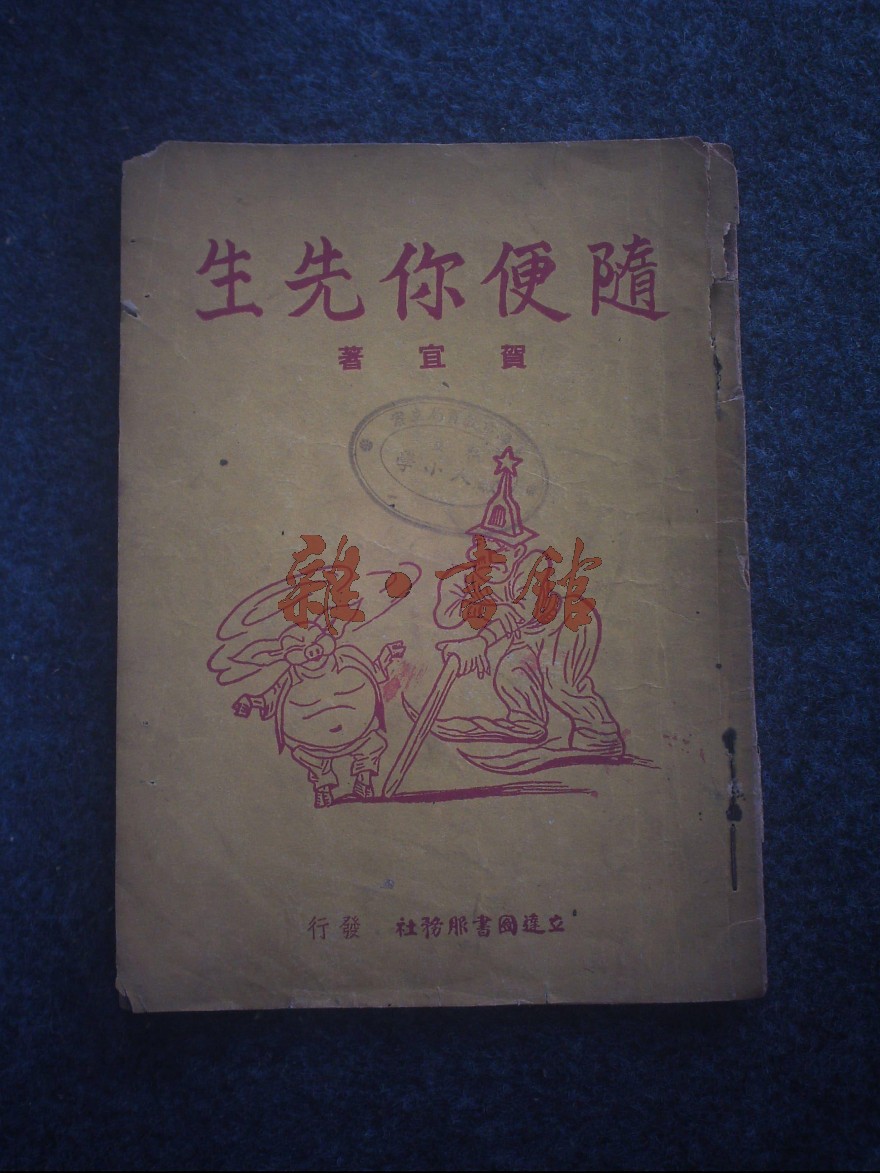 隨便你先生
賀宜著
雜·書館
立達圖書服務社 發行